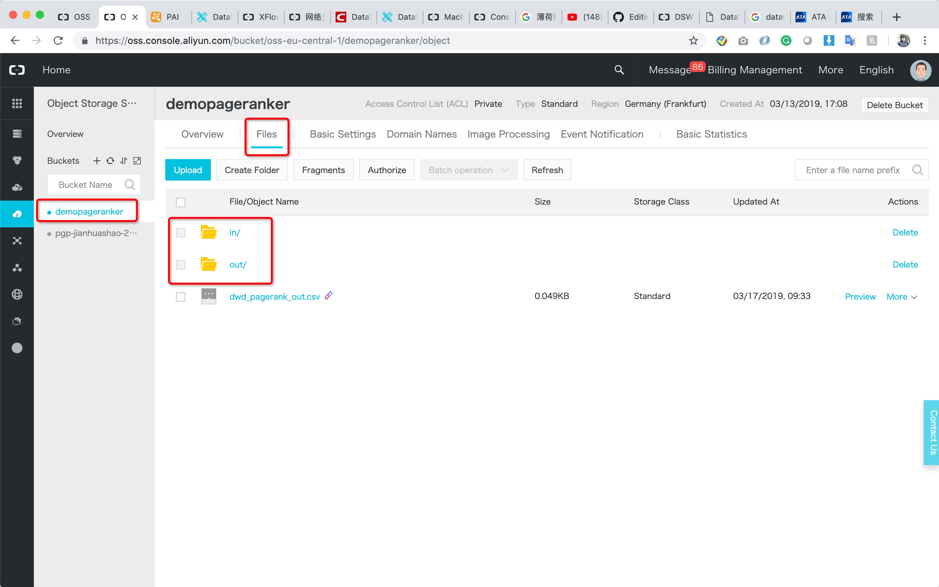 OSS
O
PAI
Data
XFlo
网络
Data
Data
Mach
Cons
薄荷
(148)
Editi
DSW
Data
data
ATA
搜索
https://oss.console.aliyun.com/bucket/oss-eu-central-1/demopageranker/object
Home
Message 86
Billing Management
More
English
Object Storage S···
demopageranker
Access Control List (ACL) Private
Type Standard
Region Germany (Frankfurt)
Created At 03/13/2019, 17:08
Delete Bucket
Overview
Overview
Files
Basic Settings
Domain Names
Image Processing
Event Notification
Basic Statistics
Buckets
Upload
Create Folder
Fragments
Authorize
Batch operation
Refresh
Enter a file name prefix
Bucket Name
File/Object Name
Size
Storage Class
Updated At
Actions
demopageranker
pgp-jianhuashao-2···
in/
Delete
out/
Delete
dwd_pagerank_out.csv
0.049KB
Standard
03/17/2019, 09:33
Preview
More
Contact Us